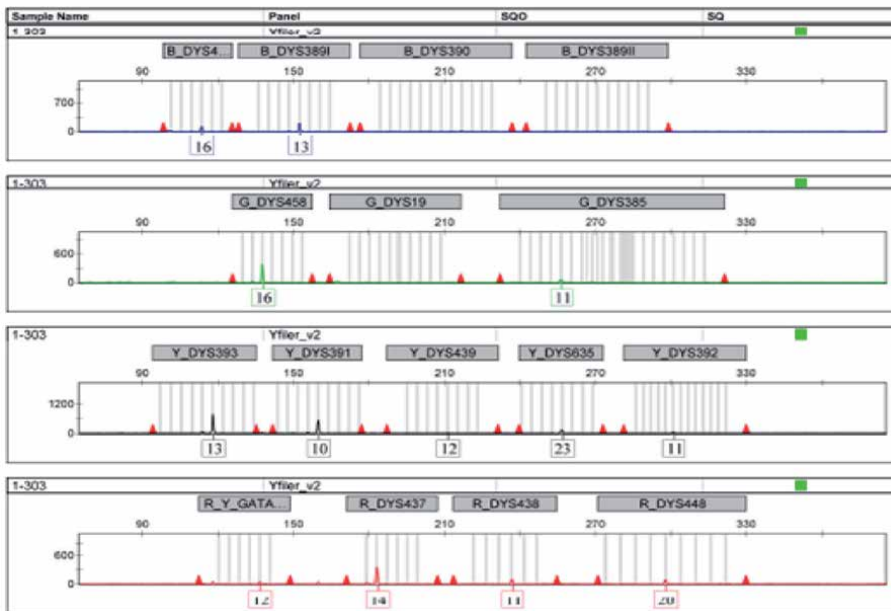 Sample Name Panel SQO SQ
1-303 Yfiler_v2
B_DYS4... B_DYS389I B_DYS390 B_DYS389II
90 150 210 270 330
700
0
16 13
1-303 Yfiler_v2
G_DYS458 G_DYS19 G_DYS385
90 150 210 270 330
600
0
16 11
1-303 Yfiler_v2
Y_DYS393 Y_DYS391 Y_DYS439 Y_DYS635 Y_DYS392
90 150 210 270 330
1200
0
13 10 12 23 11
1-303 Yfiler_v2
R_Y_GATA... R_DYS437 R_DYS438 R_DYS448
90 150 210 270 330
600
0
12 14 11 20